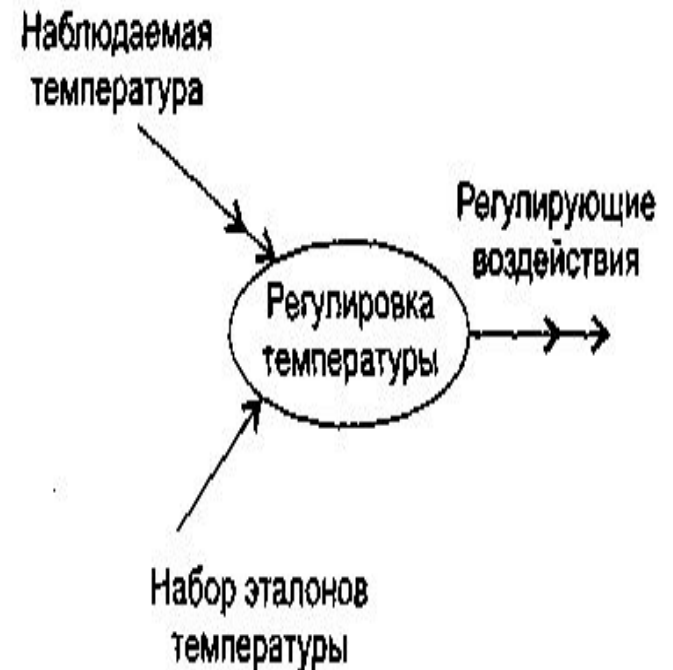 Наблюдаемая
температура
Регулирующие
воздействия
Регулировка
температуры
Набор эталонов
температуры